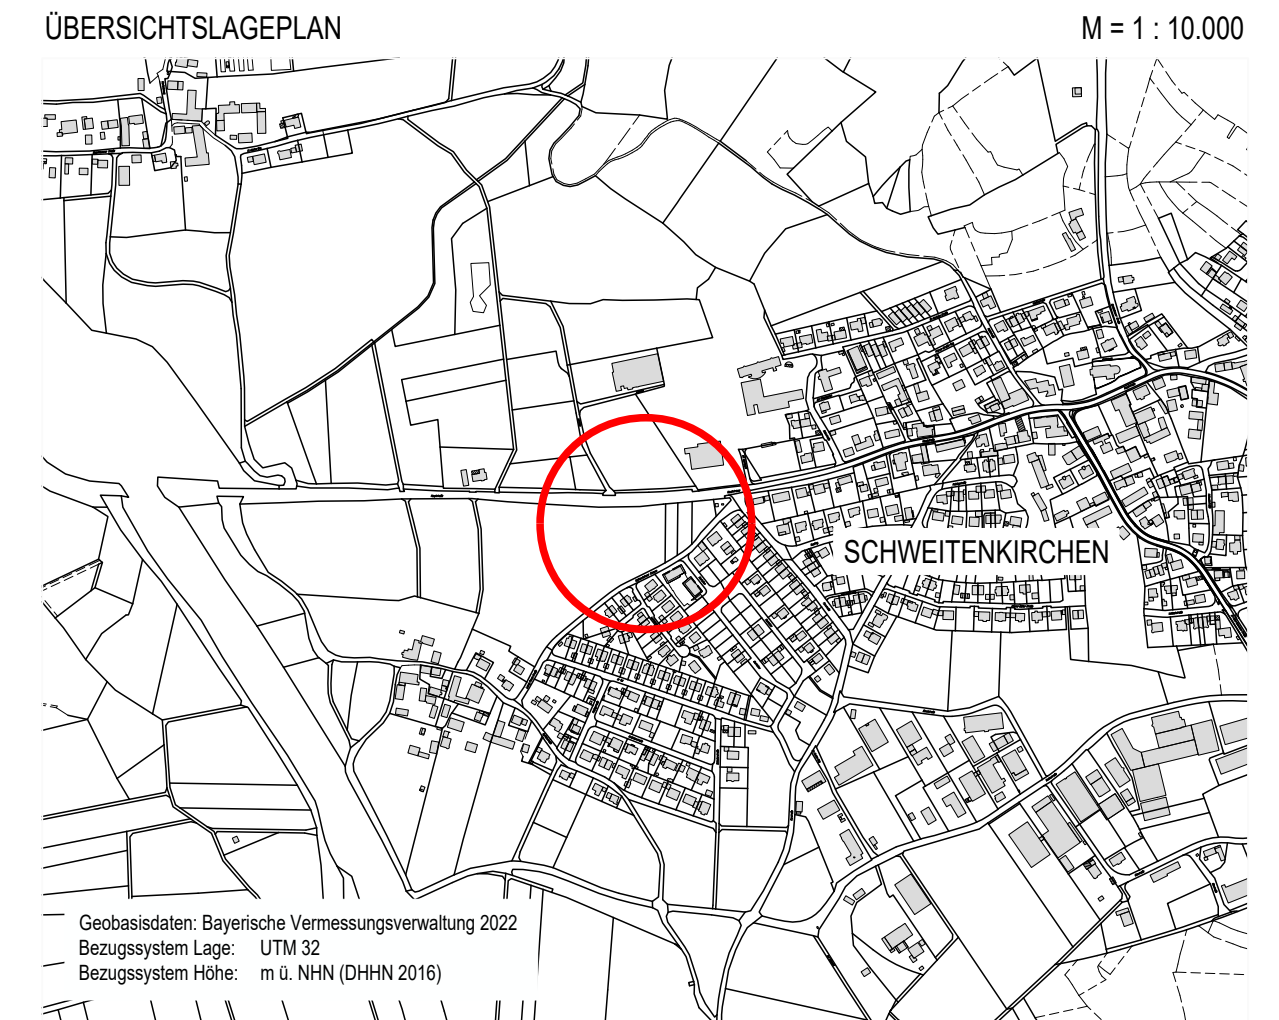 ÜBERSICHTSLAGEPLAN
M = 1 : 10.000
SCHWEITENKIRCHEN
Geobasisdaten: Bayerische Vermessungsverwaltung 2022
Bezugssystem Lage: UTM 32
Bezugssystem Höhe: m ü. NHN (DHHN 2016)